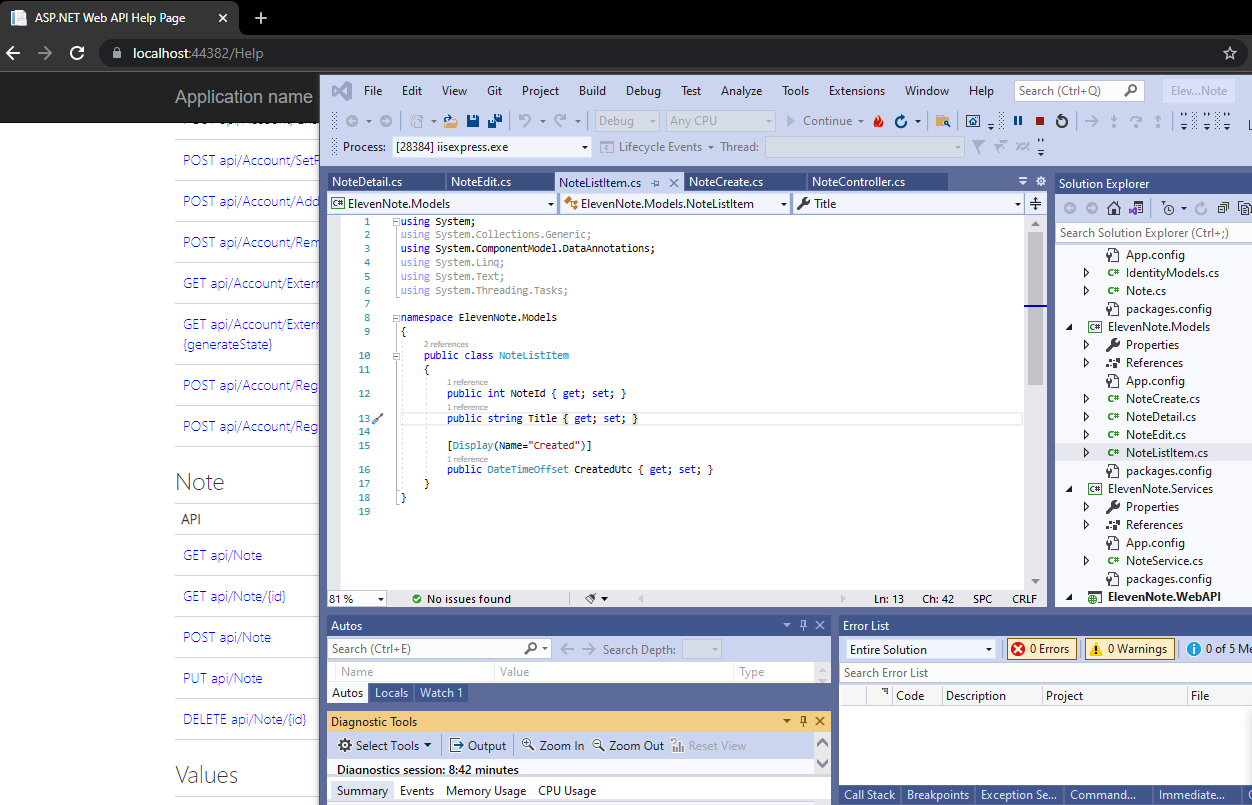 ASP.NET Web API Help Page
localhost:44382/Help
Application name
POST api/Account/SetP
POST api/Account/Add
POST api/Account/Rem
GET api/Account/Extern
GET api/Account/Extern
{generateState}
POST api/Account/Reg
POST api/Account/Reg
Note
API
GET api/Note
GET api/Note/{id}
POST api/Note
PUT api/Note
DELETE api/Note/{id}
Values
File Edit View Git Project Build Debug Test Analyze Tools Extensions Window Help Search (Ctrl+Q) Elev...Note
Debug Any CPU Continue
Process: [28384] iisexpress.exe Lifecycle Events Thread:
NoteDetail.cs NoteEdit.cs NoteListItem.cs NoteCreate.cs NoteController.cs
ElevenNote.Models ElevenNote.Models.NoteListItem Title
1 using System;
2 using System.Collections.Generic;
3 using System.ComponentModel.DataAnnotations;
4 using System.Linq;
5 using System.Text;
6 using System.Threading.Tasks;
7
8 namespace ElevenNote.Models
9 {
2 references
10 public class NoteListItem
11 {
1 reference
12 public int NoteId { get; set; }
1 reference
13 public string Title { get; set; }
14
15 [Display(Name="Created")]
1 reference
16 public DateTimeOffset CreatedUtc { get; set; }
17 }
18 }
19
81 % No issues found Ln: 13 Ch: 42 SPC CRLF
Solution Explorer
Search Solution Explorer (Ctrl+;)
App.config
C# IdentityModels.cs
C# Note.cs
packages.config
C# ElevenNote.Models
Properties
References
App.config
C# NoteCreate.cs
C# NoteDetail.cs
C# NoteEdit.cs
C# NoteListItem.cs
packages.config
C# ElevenNote.Services
Properties
References
App.config
C# NoteService.cs
packages.config
ElevenNote.WebAPI
Autos
Search (Ctrl+E) Search Depth:
Name Value Type
Autos Locals Watch 1
Diagnostic Tools
Select Tools Output Zoom In Zoom Out Reset View
Diagnostics session: 8:42 minutes
Summary Events Memory Usage CPU Usage
Error List
Entire Solution 0 Errors 0 Warnings 0 of 5 Me
Search Error List
Code Description Project File
Call Stack Breakpoints Exception Se... Command... Immediate...